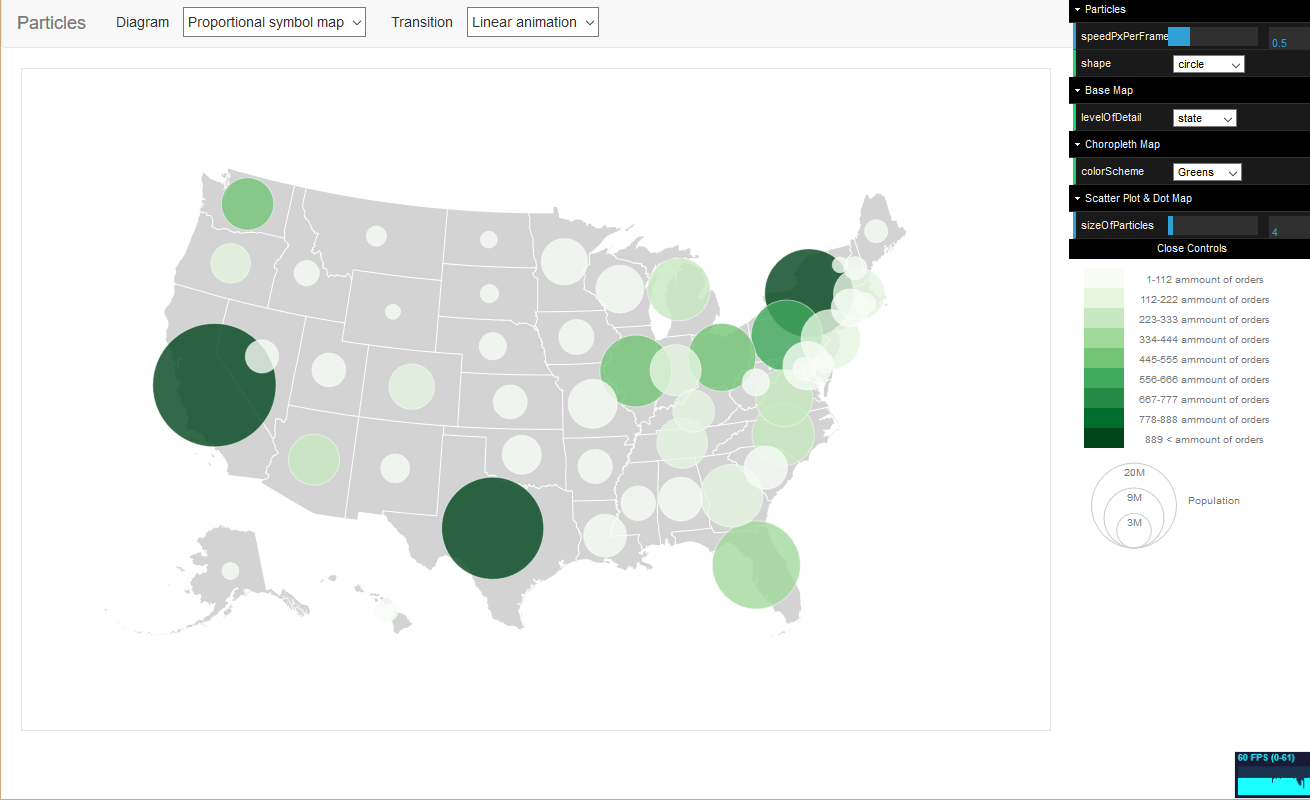 Particles Diagram Proportional symbol map Transition Linear animation
Particles
speedPxPerFrame 0.5
shape circle
Base Map
levelOfDetail state
Choropleth Map
colorScheme Greens
Scatter Plot & Dot Map
sizeOfParticles 4
Close Controls
1-112 ammount of orders
112-222 ammount of orders
223-333 ammount of orders
334-444 ammount of orders
445-555 ammount of orders
556-666 ammount of orders
667-777 ammount of orders
778-888 ammount of orders
889 < ammount of orders
20M
9M
3M
Population
60 FPS (0-61)